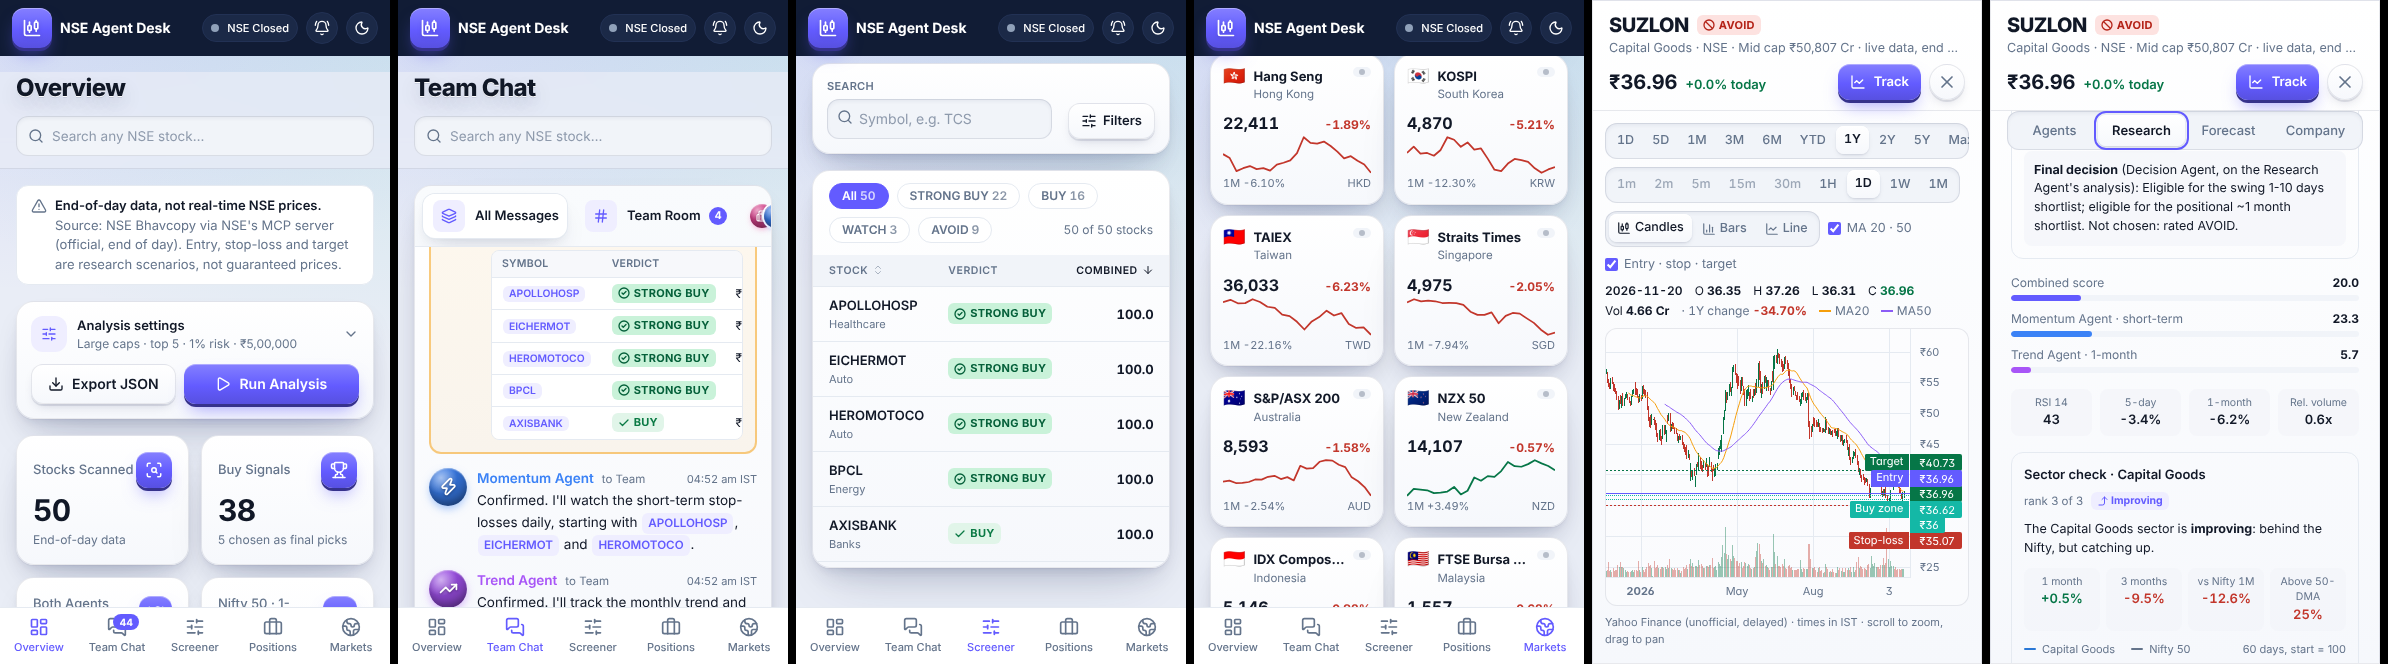 NSE Agent Desk
NSE Closed
Overview
Search any NSE stock...
End-of-day data, not real-time NSE prices.
Source: NSE Bhavcopy via NSE's MCP server
(official, end of day). Entry, stop-loss and target
are research scenarios, not guaranteed prices.
Analysis settings
Large caps · top 5 · 1% risk · ₹5,00,000
Export JSON
Run Analysis
Stocks Scanned
50
End-of-day data
Buy Signals
38
5 chosen as final picks
Both Agents
Nifty 50 · 1-
44
Overview
Team Chat
Screener
Positions
Markets
NSE Agent Desk
NSE Closed
Team Chat
Search any NSE stock...
All Messages
Team Room 4
SYMBOL VERDICT
APOLLOHOSP STRONG BUY ₹
EICHERMOT STRONG BUY ₹
HEROMOTOCO STRONG BUY ₹
BPCL STRONG BUY ₹
AXISBANK BUY ₹
Momentum Agent to Team 04:52 am IST
Confirmed. I'll watch the short-term stop-
losses daily, starting with APOLLOHOSP ,
EICHERMOT and HEROMOTOCO .
Trend Agent to Team 04:52 am IST
Confirmed. I'll track the monthly trend and
Overview
Team Chat
Screener
Positions
Markets
NSE Agent Desk
NSE Closed
SEARCH
Symbol, e.g. TCS
Filters
All 50
STRONG BUY 22
BUY 16
WATCH 3
AVOID 9
50 of 50 stocks
STOCK VERDICT COMBINED
APOLLOHOSP
Healthcare
STRONG BUY
100.0
EICHERMOT
Auto
STRONG BUY
100.0
HEROMOTOCO
Auto
STRONG BUY
100.0
BPCL
Energy
STRONG BUY
100.0
AXISBANK
Banks
BUY
100.0
Overview
Team Chat
Screener
Positions
Markets
NSE Agent Desk
NSE Closed
Hang Seng
Hong Kong
22,411 -1.89%
1M -6.10% HKD
KOSPI
South Korea
4,870 -5.21%
1M -12.30% KRW
TAIEX
Taiwan
36,033 -6.23%
1M -22.16% TWD
Straits Times
Singapore
4,975 -2.05%
1M -7.94% SGD
S&P/ASX 200
Australia
8,593 -1.58%
1M -2.54% AUD
NZX 50
New Zealand
14,107 -0.57%
1M +3.49% NZD
IDX Compos...
Indonesia
FTSE Bursa ...
Malaysia
Overview
Team Chat
Screener
Positions
Markets
SUZLON AVOID
Capital Goods · NSE · Mid cap ₹50,807 Cr · live data, end ...
₹36.96 +0.0% today
Track
1D 5D 1M 3M 6M YTD 1Y 2Y 5Y Ma
1m 2m 5m 15m 30m 1H 1D 1W 1M
Candles Bars Line MA 20 · 50
Entry · stop · target
2026-11-20 O 36.35 H 37.26 L 36.31 C 36.96
Vol 4.66 Cr · 1Y change -34.70% MA20 MA50
₹60
₹55
₹50
₹45
Target ₹40.73
Entry ₹36.96
₹36.96
Buy zone ₹36.62
₹36
Stop-loss ₹35.07
₹25
2026 May Aug 3
Yahoo Finance (unofficial, delayed) · times in IST · scroll to zoom,
drag to pan
SUZLON AVOID
Capital Goods · NSE · Mid cap ₹50,807 Cr · live data, end ...
₹36.96 +0.0% today
Track
Agents Research Forecast Company
Final decision (Decision Agent, on the Research
Agent's analysis): Eligible for the swing 1-10 days
shortlist; eligible for the positional ~1 month
shortlist. Not chosen: rated AVOID.
Combined score 20.0
Momentum Agent · short-term 23.3
Trend Agent · 1-month 5.7
RSI 14
43
5-day
-3.4%
1-month
-6.2%
Rel. volume
0.6x
Sector check · Capital Goods
rank 3 of 3 Improving
The Capital Goods sector is improving: behind the
Nifty, but catching up.
1 month
+0.5%
3 months
-9.5%
vs Nifty 1M
-12.6%
Above 50-
DMA
25%
Capital Goods Nifty 50 60 days, start = 100